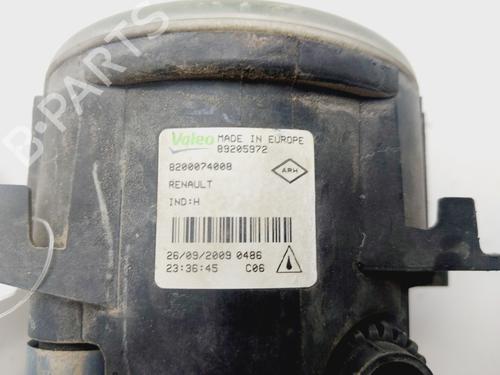 B-PARTS
Valeo MADE IN EUROPE
89205972
8200074008
ARH
RENAULT
IND:H
26/09/2009 0486
23:36:45 C06